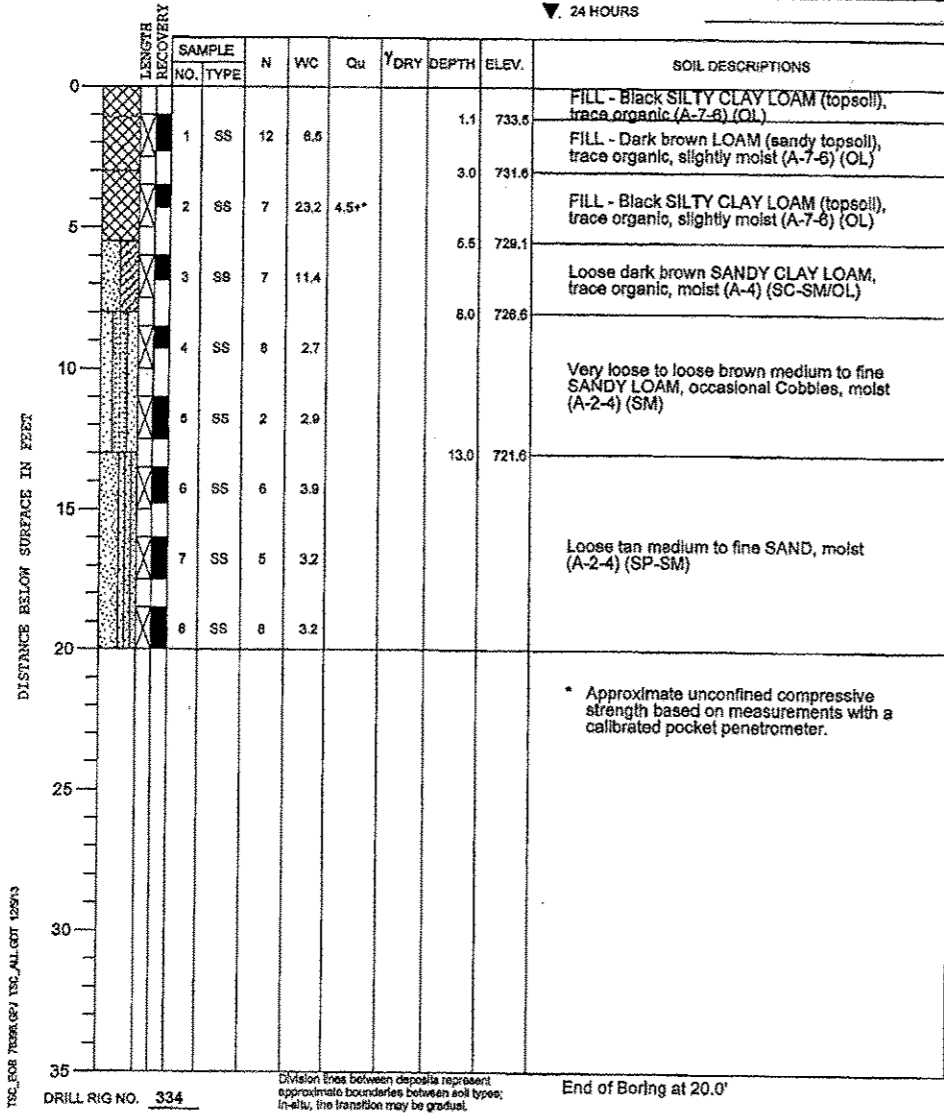 ▼. 24 HOURS
LENGTH
RECOVERY
SAMPLE
NO. TYPE
N
WC
Qu
γDRY
DEPTH
ELEV.
SOIL DESCRIPTIONS
0
FILL - Black SILTY CLAY LOAM (topsoil),
trace organic (A-7-6) (OL)
1.1 733.5
1 SS 12 6.5
FILL - Dark brown LOAM (sandy topsoil),
trace organic, slightly moist (A-7-6) (OL)
3.0 731.6
2 SS 7 23.2 4.5+*
FILL - Black SILTY CLAY LOAM (topsoil),
trace organic, slightly moist (A-7-6) (OL)
5
5.5 729.1
3 SS 7 11.4
Loose dark brown SANDY CLAY LOAM,
trace organic, moist (A-4) (SC-SM/OL)
8.0 726.6
4 SS 8 2.7
10
Very loose to loose brown medium to fine
SANDY LOAM, occasional Cobbles, moist
(A-2-4) (SM)
5 SS 2 2.9
13.0 721.6
6 SS 6 3.9
15
7 SS 5 3.2
Loose tan medium to fine SAND, moist
(A-2-4) (SP-SM)
8 SS 8 3.2
20
* Approximate unconfined compressive
strength based on measurements with a
calibrated pocket penetrometer.
25
30
35
DISTANCE BELOW SURFACE IN FEET
TSC_ALL.GDT 12/5/13
DRILL RIG NO. 334
Division lines between deposits represent
approximate boundaries between soil types;
in-situ, the transition may be gradual.
End of Boring at 20.0'